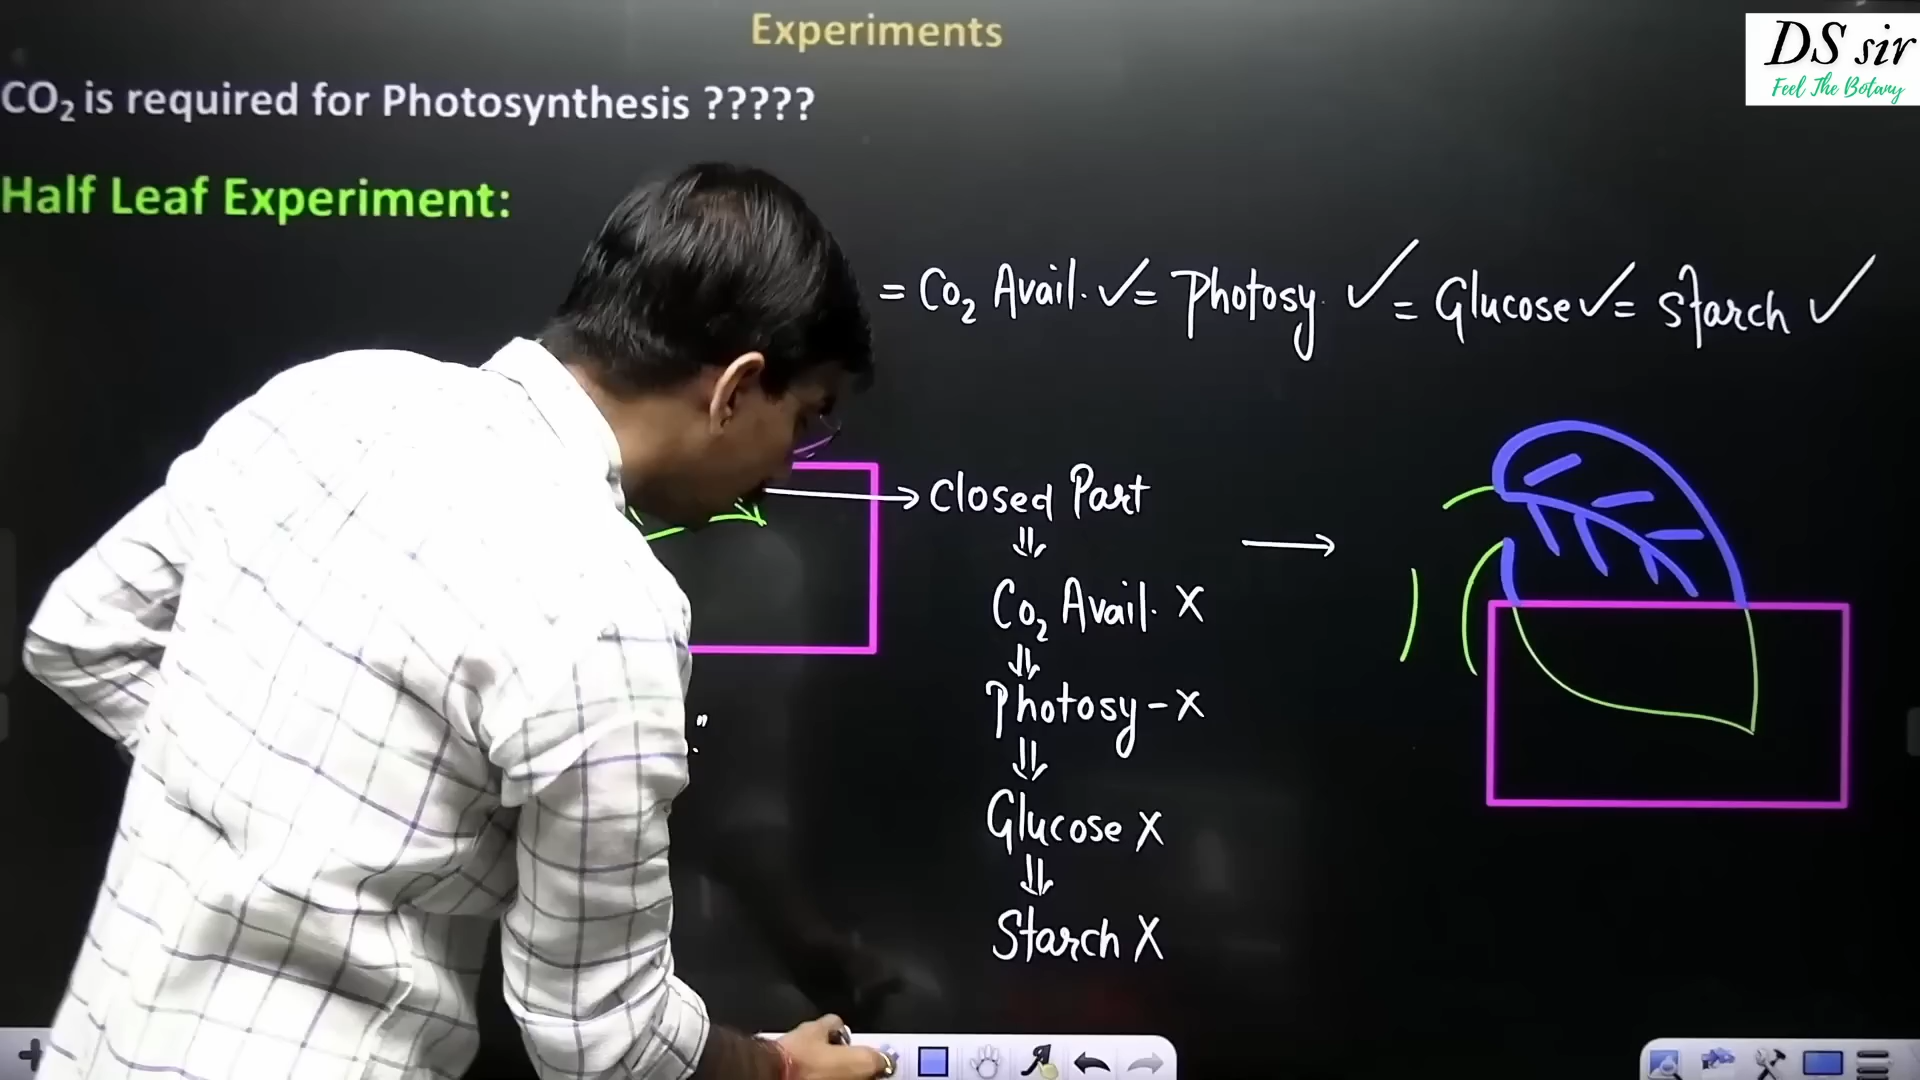 Experiments
DS sir
Feel The Botany
CO₂ is required for Photosynthesis ?????
Half Leaf Experiment:
= Co₂ Avail. ✓ = Photosy. ✓ = Glucose ✓ = Starch ✓
→ Closed Part
⇓
Co₂ Avail. X →
⇓
Photosy - X
⇓
Glucose X
⇓
Starch X